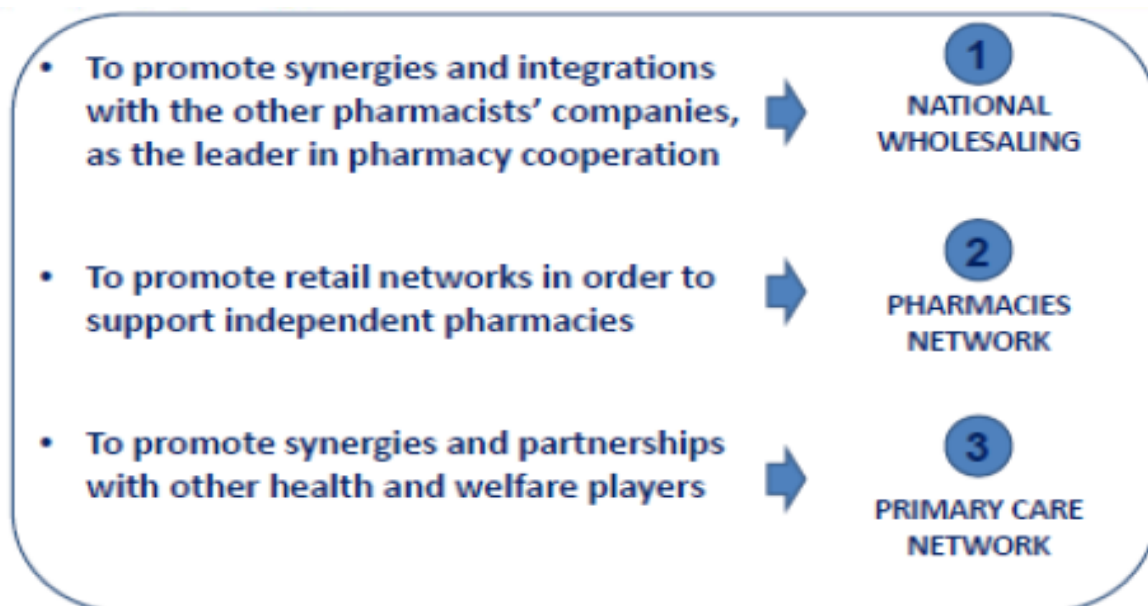 • To promote synergies and integrations
with the other pharmacists' companies,
as the leader in pharmacy cooperation
1
NATIONAL
WHOLESALING
• To promote retail networks in order to
support independent pharmacies
2
PHARMACIES
NETWORK
• To promote synergies and partnerships
with other health and welfare players
3
PRIMARY CARE
NETWORK